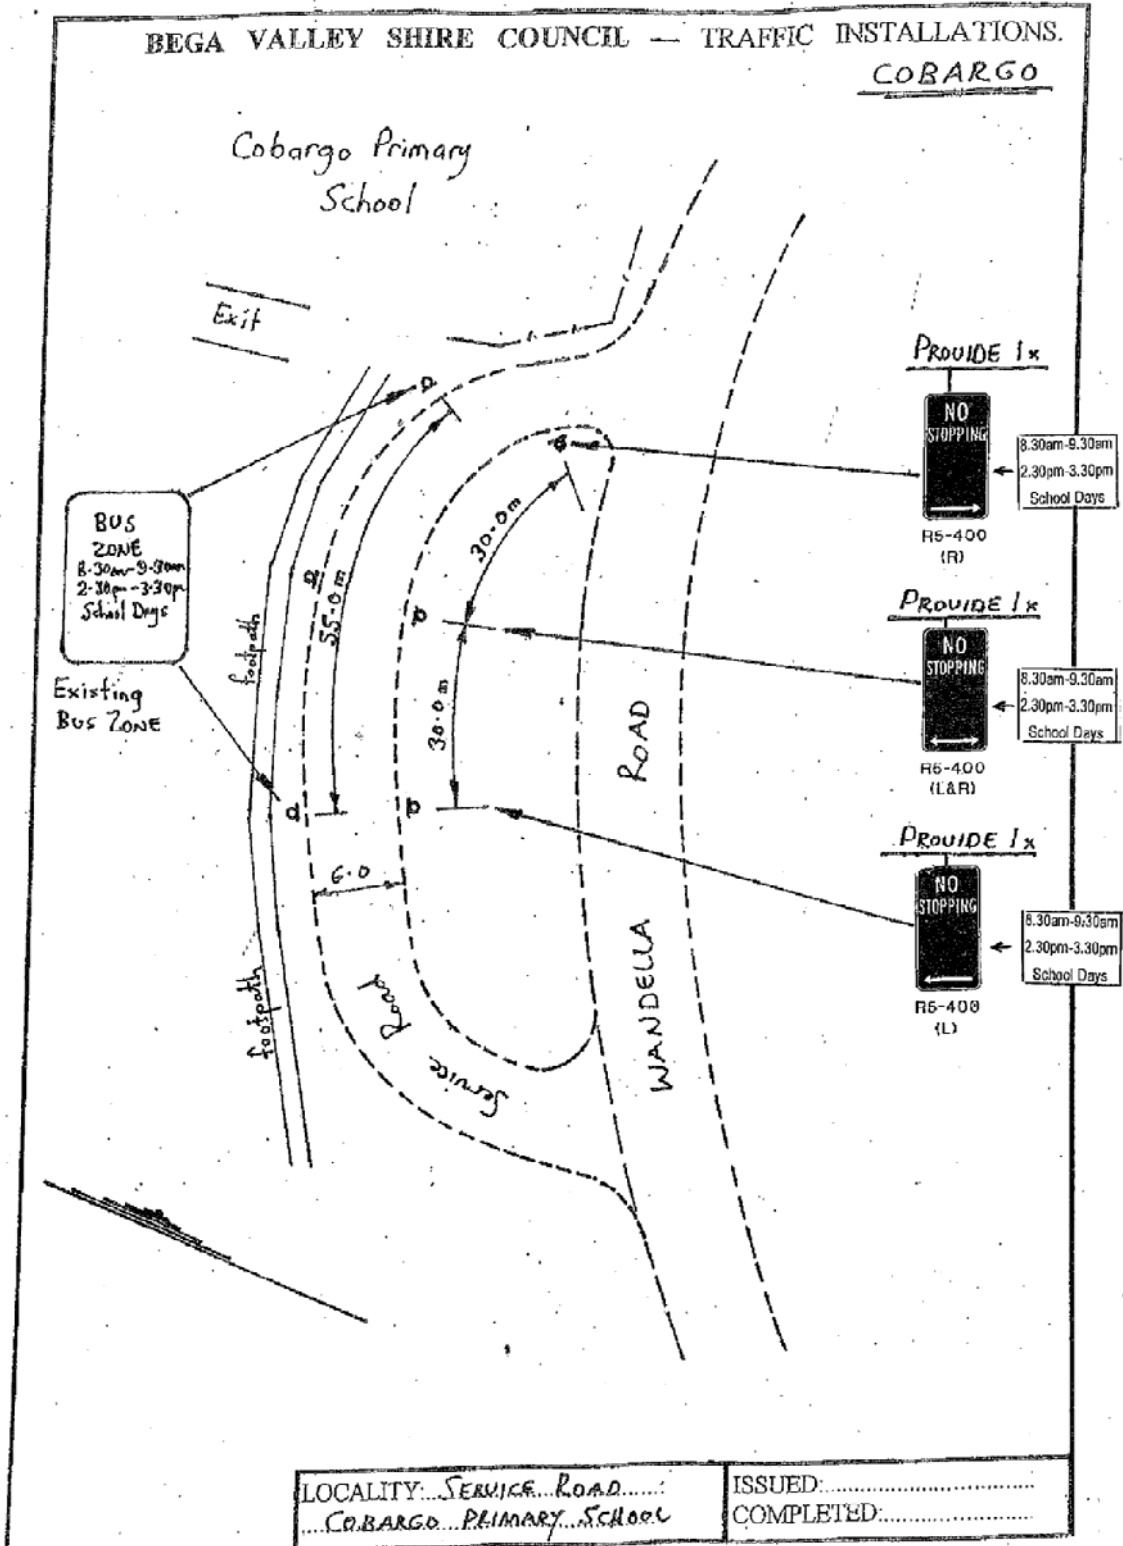 BEGA VALLEY SHIRE COUNCIL — TRAFFIC INSTALLATIONS.
COBARGO
Cobargo Primary
School
Exit
BUS
ZONE
8·30am-9·30am
2·30pm-3·30pm
School Days
Existing
BUS ZONE
footpath
footpath
55·0m
30·0m
30·0m
6·0
Service Road
WANDELLA ROAD
PROVIDE 1x
NO
STOPPING
8.30am-9.30am
2.30pm-3.30pm
School Days
R5-400
(R)
PROVIDE 1x
NO
STOPPING
8.30am-9.30am
2.30pm-3.30pm
School Days
R5-400
(L&R)
PROVIDE 1x
NO
STOPPING
8.30am-9.30am
2.30pm-3.30pm
School Days
R5-400
(L)
LOCALITY: SERVICE ROAD
COBARGO PRIMARY SCHOOL
ISSUED:
COMPLETED: